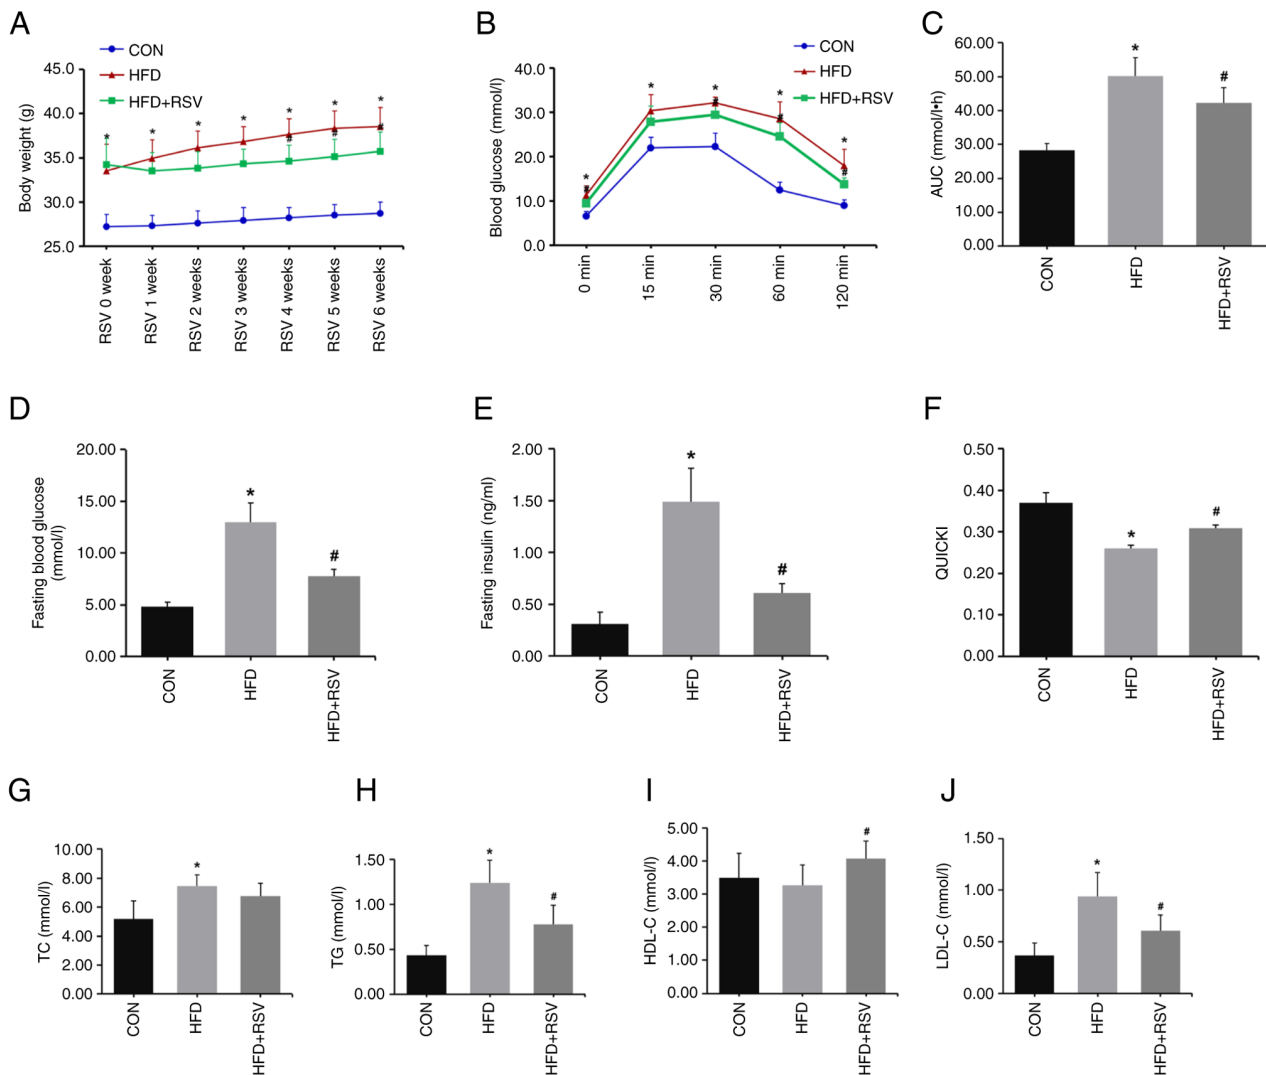 A
CON
HFD
HFD+RSV
Body weight (g)
45.0
40.0
35.0
30.0
25.0
* * * * * * *
# # #
RSV 0 week
RSV 1 week
RSV 2 weeks
RSV 3 weeks
RSV 4 weeks
RSV 5 weeks
RSV 6 weeks
B
CON
HFD
HFD+RSV
Blood glucose (mmol/l)
40.0
30.0
20.0
10.0
0.0
* * * * *
# # # #
0 min
15 min
30 min
60 min
120 min
C
AUC (mmol/l•h)
60.00
50.00
40.00
30.00
20.00
10.00
0.00
*
#
CON
HFD
HFD+RSV
D
Fasting blood glucose
(mmol/l)
20.00
15.00
10.00
5.00
0.00
*
#
CON
HFD
HFD+RSV
E
Fasting insulin (ng/ml)
2.00
1.50
1.00
0.50
0.00
*
#
CON
HFD
HFD+RSV
F
QUICKI
0.50
0.40
0.30
0.20
0.10
0.00
*
#
CON
HFD
HFD+RSV
G
TC (mmol/l)
10.00
8.00
6.00
4.00
2.00
0.00
*
CON
HFD
HFD+RSV
H
TG (mmol/l)
1.50
1.00
0.50
0.00
*
#
CON
HFD
HFD+RSV
I
HDL-C (mmol/l)
5.00
4.00
3.00
2.00
1.00
0.00
#
CON
HFD
HFD+RSV
J
LDL-C (mmol/l)
1.50
1.00
0.50
0.00
*
#
CON
HFD
HFD+RSV